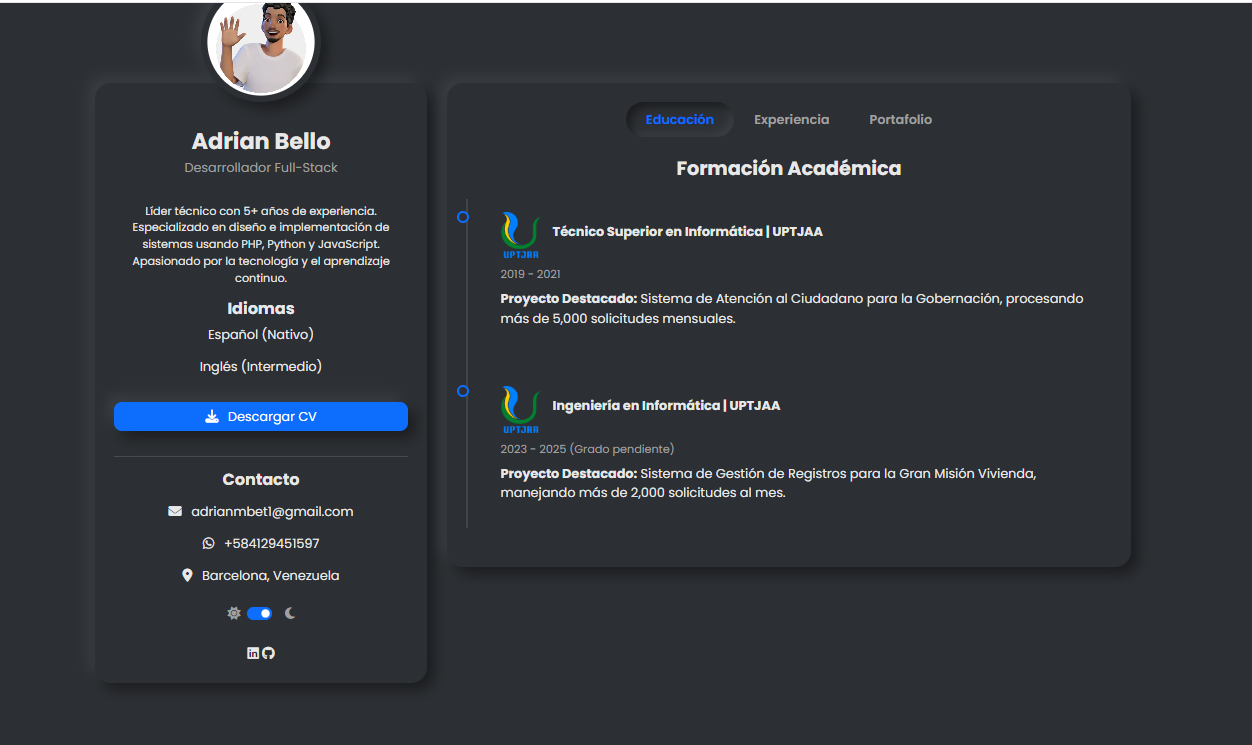 Adrian Bello
Desarrollador Full-Stack
Líder técnico con 5+ años de experiencia.
Especializado en diseño e implementación de
sistemas usando PHP, Python y JavaScript.
Apasionado por la tecnología y el aprendizaje
continuo.
Idiomas
Español (Nativo)
Inglés (Intermedio)
Descargar CV
Contacto
adrianmbet1@gmail.com
+584129451597
Barcelona, Venezuela
in
Educación Experiencia Portafolio
Formación Académica
UPTJAA
Técnico Superior en Informática | UPTJAA
2019 - 2021
Proyecto Destacado: Sistema de Atención al Ciudadano para la Gobernación, procesando
más de 5,000 solicitudes mensuales.
UPTJAA
Ingeniería en Informática | UPTJAA
2023 - 2025 (Grado pendiente)
Proyecto Destacado: Sistema de Gestión de Registros para la Gran Misión Vivienda,
manejando más de 2,000 solicitudes al mes.